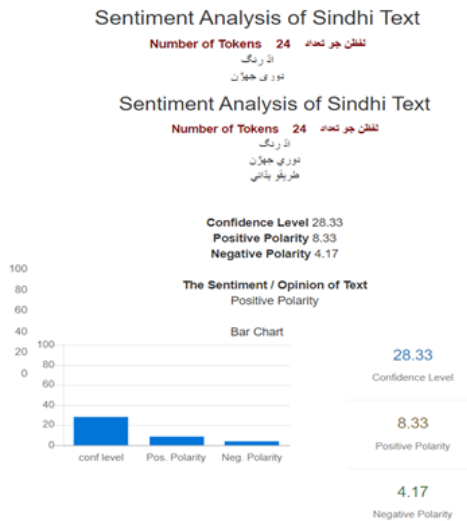 Sentiment Analysis of Sindhi Text
Number of Tokens 24 لفظن جو تعداد
اڌ رنگ
دوري جهڙن
Sentiment Analysis of Sindhi Text
Number of Tokens 24 لفظن جو تعداد
اڌ رنگ
دوري جهڙن
طريقو ٻڌائي
Confidence Level 28.33
Positive Polarity 8.33
Negative Polarity 4.17
The Sentiment / Opinion of Text
Positive Polarity
Bar Chart
100
80
60
40
20
0
100
80
60
40
20
0
conf level Pos. Polarity Neg. Polarity
28.33
Confidence Level
8.33
Positive Polarity
4.17
Negative Polarity